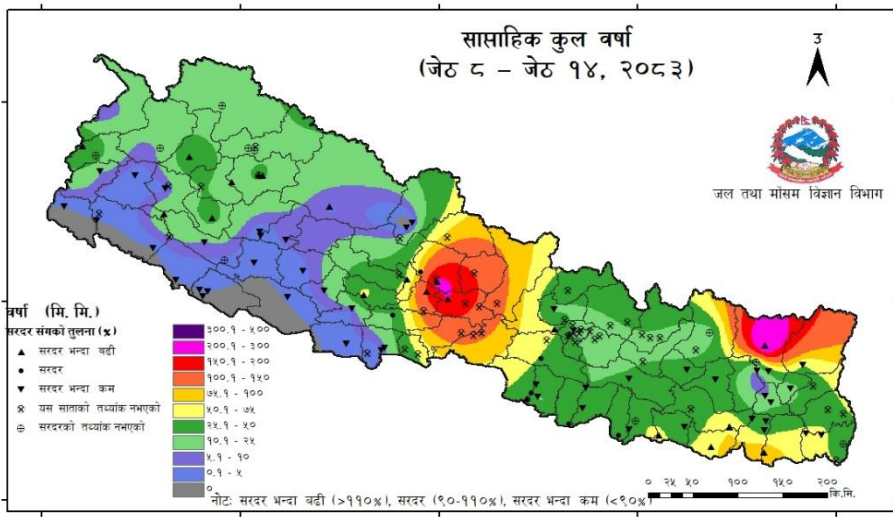 साप्ताहिक कुल वर्षा
(जेठ ८ – जेठ १४, २०८३)
उ
जल तथा मौसम विज्ञान विभाग
वर्षा (मि. मि.)
सरदर संगको तुलना (%)
सरदर भन्दा बढी
सरदर
सरदर भन्दा कम
यस साताको तथ्यांक नभएको
सरदरको तथ्यांक नभएको
३००.१ - ५००
२००.१ - ३००
१५०.१ - २००
१००.१ - १५०
७५.१ - १००
५०.१ - ७५
२५.१ - ५०
१०.१ - २५
५.१ - १०
०.१ - ५
०
नोटः सरदर भन्दा बढी (>११०%), सरदर (९०-११०%), सरदर भन्दा कम (<९०%)
० २५ ५० १०० १५० २००
कि.मि.